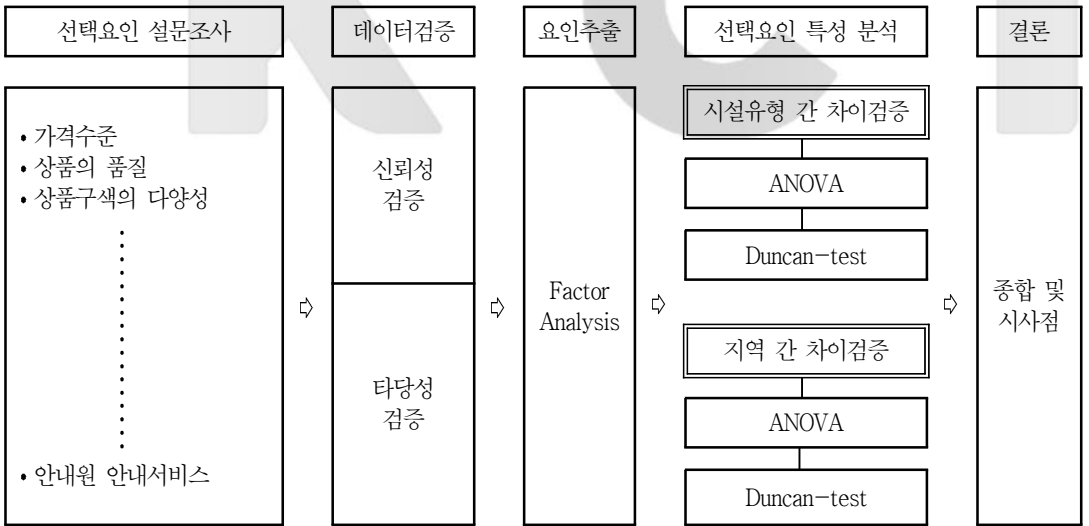 선택요인 설문조사
데이터검증
요인추출
선택요인 특성 분석
결론
• 가격수준
• 상품의 품질
• 상품구색의 다양성
• 안내원 안내서비스
신뢰성
검증
타당성
검증
Factor
Analysis
시설유형 간 차이검증
ANOVA
Duncan-test
지역 간 차이검증
ANOVA
Duncan-test
종합 및
시사점